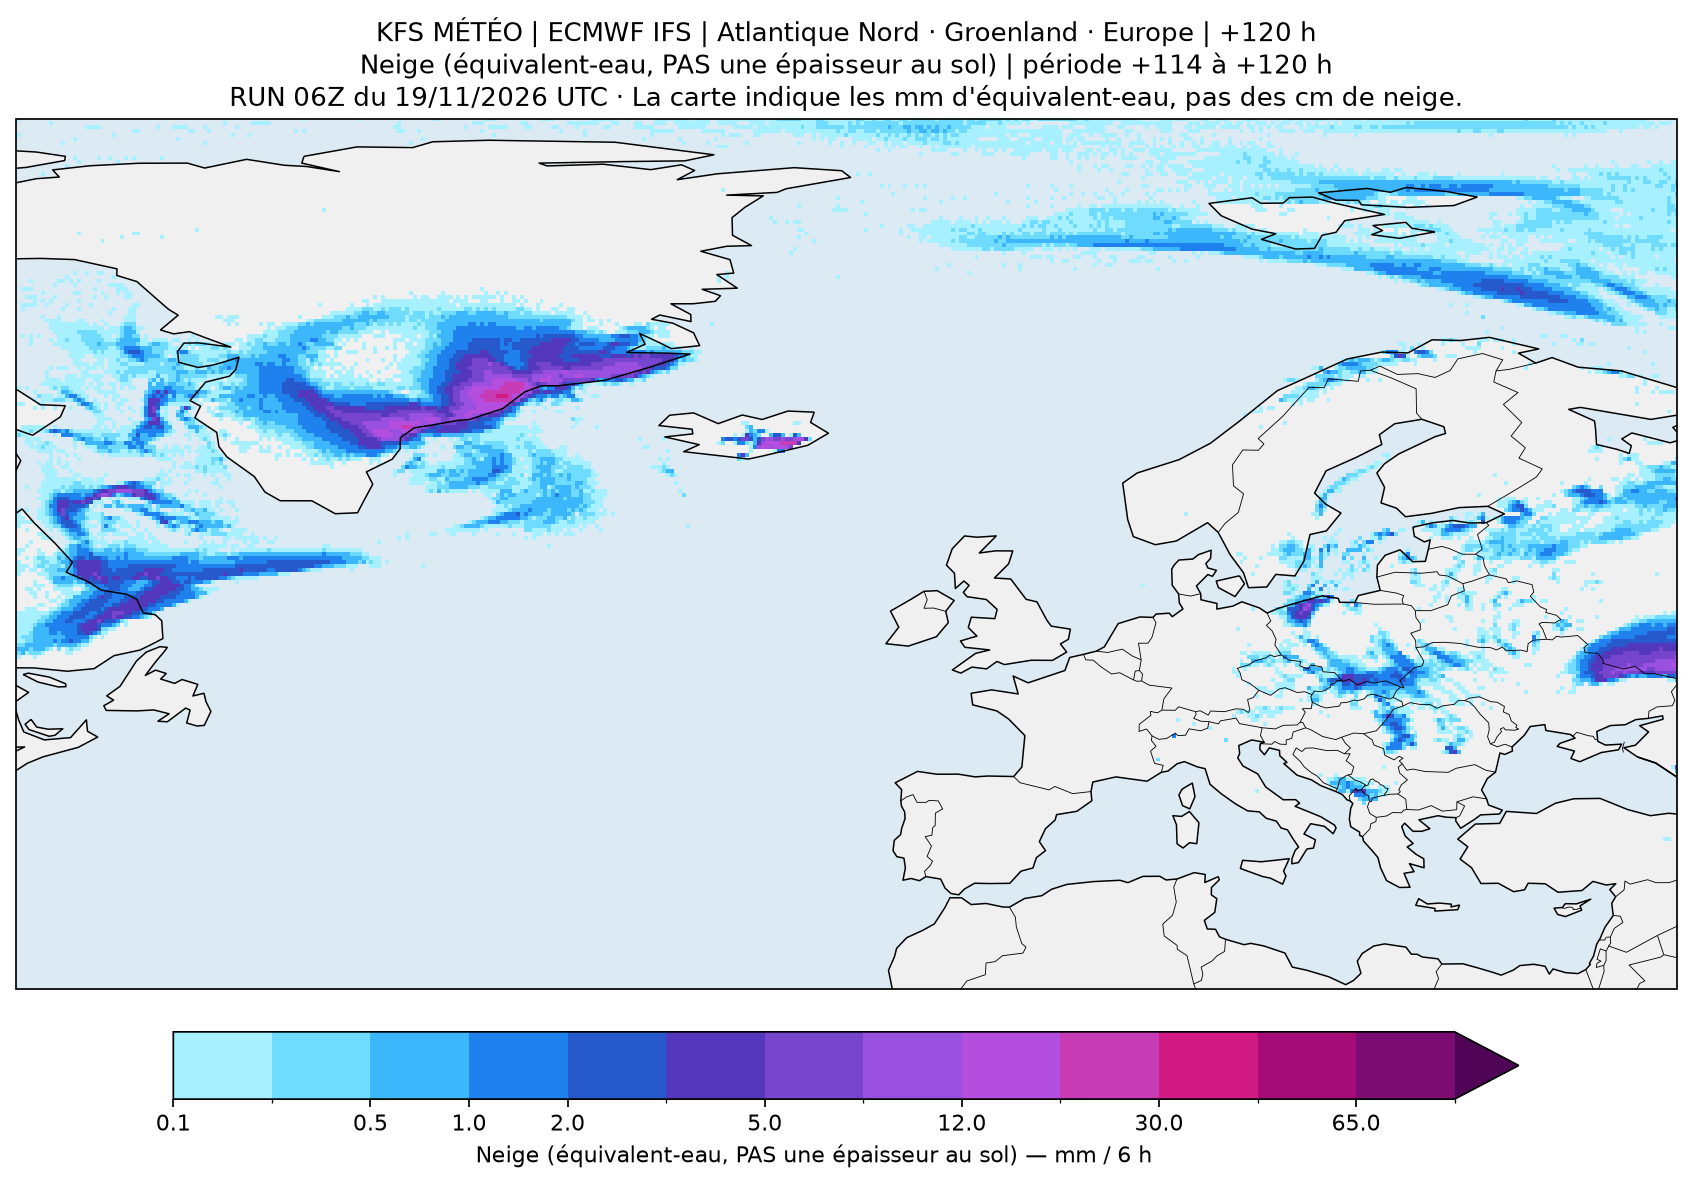 KFS MÉTÉO | ECMWF IFS | Atlantique Nord · Groenland · Europe | +120 h
Neige (équivalent-eau, PAS une épaisseur au sol) | période +114 à +120 h
RUN 06Z du 19/11/2026 UTC · La carte indique les mm d'équivalent-eau, pas des cm de neige.
0.1 0.5 1.0 2.0 5.0 12.0 30.0 65.0
Neige (équivalent-eau, PAS une épaisseur au sol) — mm / 6 h